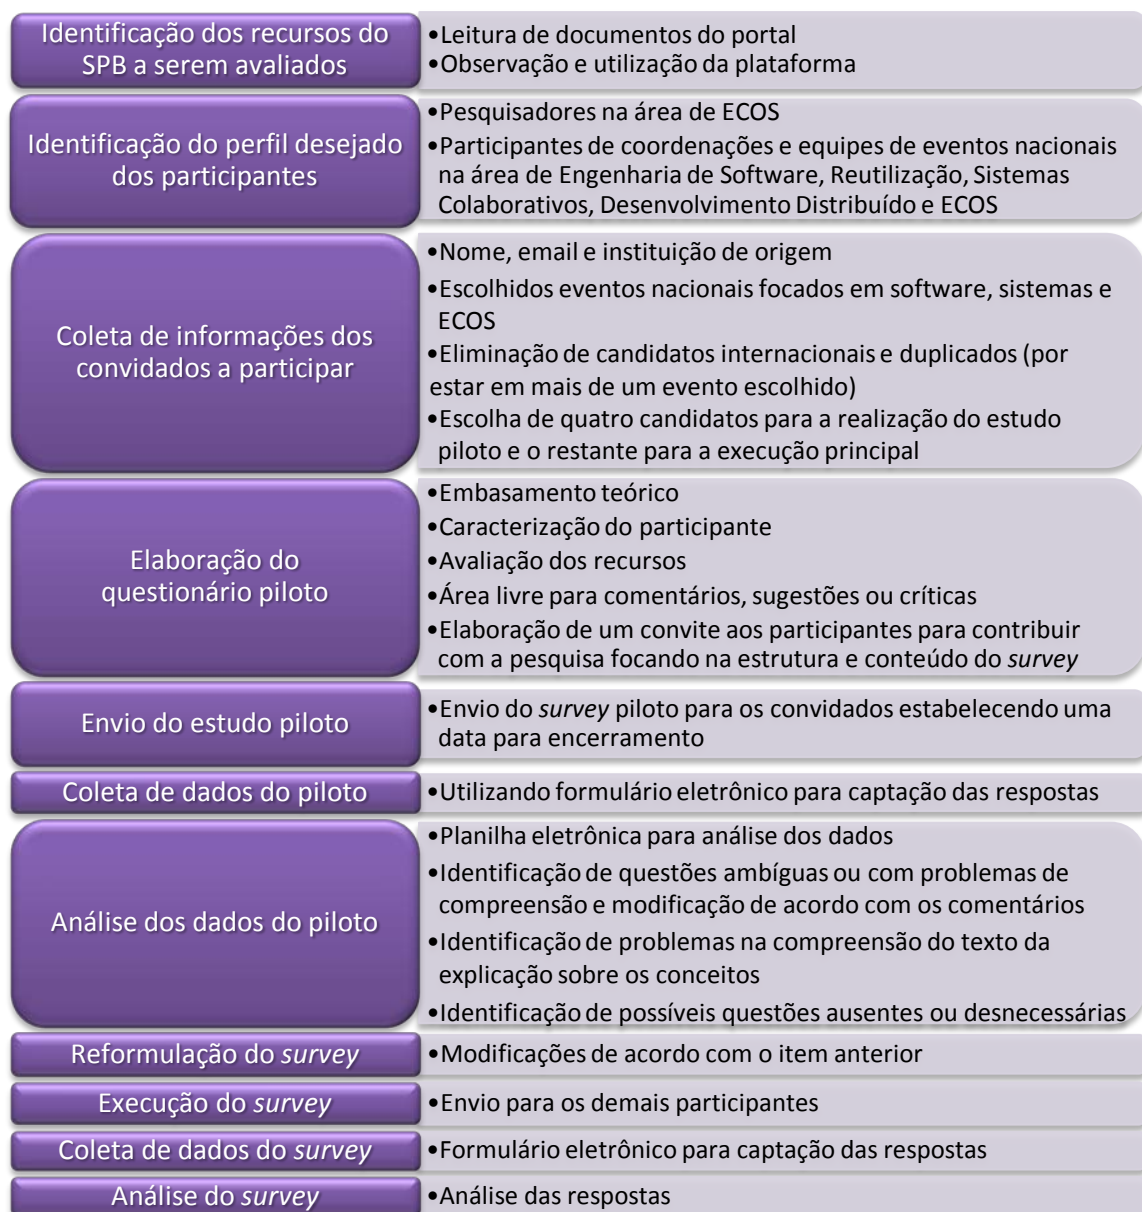 Identificação dos recursos do
SPB a serem avaliados
•Leitura de documentos do portal
•Observação e utilização da plataforma
Identificação do perfil desejado
dos participantes
•Pesquisadores na área de ECOS
•Participantes de coordenações e equipes de eventos nacionais
na área de Engenharia de Software, Reutilização, Sistemas
Colaborativos, Desenvolvimento Distribuído e ECOS
Coleta de informações dos
convidados a participar
•Nome, email e instituição de origem
•Escolhidos eventos nacionais focados em software, sistemas e
ECOS
•Eliminação de candidatos internacionais e duplicados (por
estar em mais de um evento escolhido)
•Escolha de quatro candidatos para a realização do estudo
piloto e o restante para a execução principal
Elaboração do
questionário piloto
•Embasamento teórico
•Caracterização do participante
•Avaliação dos recursos
•Área livre para comentários, sugestões ou críticas
•Elaboração de um convite aos participantes para contribuir
com a pesquisa focando na estrutura e conteúdo do survey
Envio do estudo piloto
•Envio do survey piloto para os convidados estabelecendo uma
data para encerramento
Coleta de dados do piloto
•Utilizando formulário eletrônico para captação das respostas
Análise dos dados do piloto
•Planilha eletrônica para análise dos dados
•Identificação de questões ambíguas ou com problemas de
compreensão e modificação de acordo com os comentários
•Identificação de problemas na compreensão do texto da
explicação sobre os conceitos
•Identificação de possíveis questões ausentes ou desnecessárias
Reformulação do survey
•Modificações de acordo com o item anterior
Execução do survey
•Envio para os demais participantes
Coleta de dados do survey
•Formulário eletrônico para captação das respostas
Análise do survey
•Análise das respostas